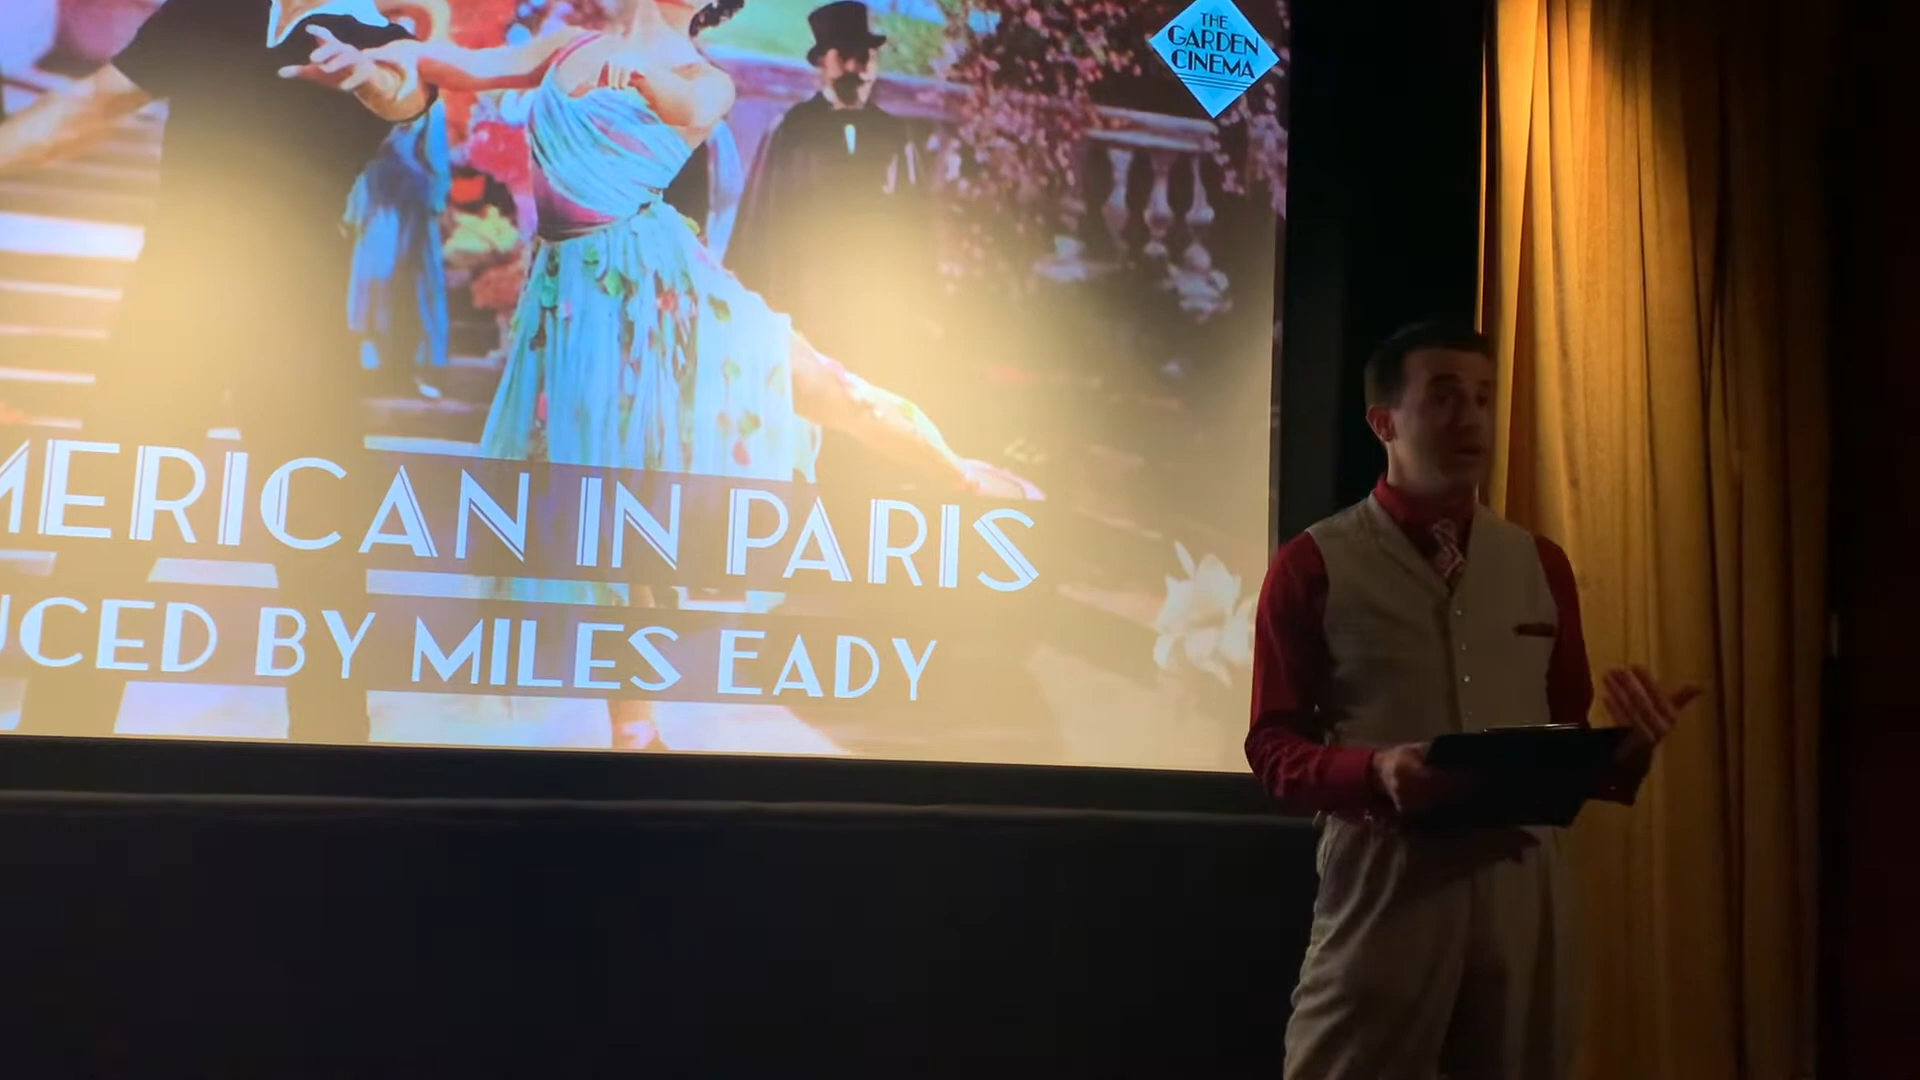 THE
GARDEN
CINEMA
MERICAN IN PARIS
UCED BY MILES EADY